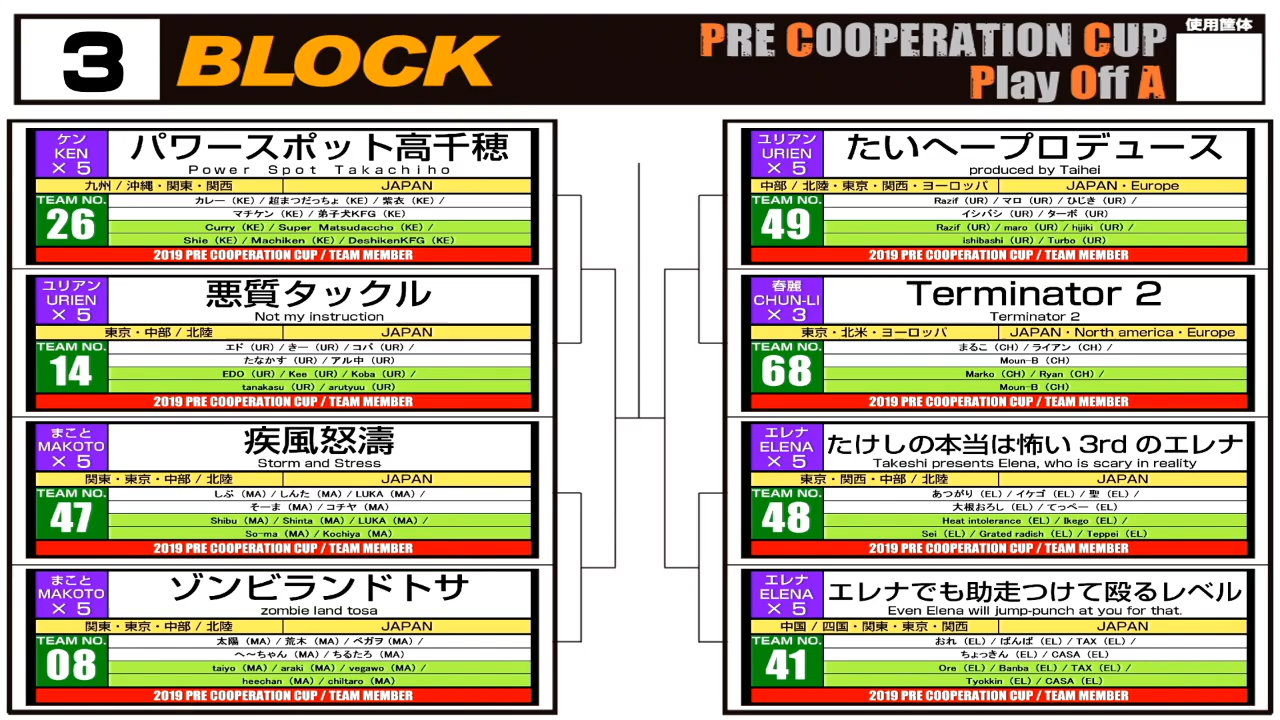 3
BLOCK
PRE COOPERATION CUP
Play Off A
使用筐体
ケン
KEN
× 5
パワースポット高千穂
Power Spot Takachiho
九州 / 沖縄・関東・関西
JAPAN
TEAM NO.
26
カレー（KE）/ 超まつだっちょ（KE）/ 紫衣（KE）/
マチケン（KE）/ 弟子犬KFG（KE）
Curry（KE）/ Super Matsudaccho（KE）/
Shie（KE）/ Machiken（KE）/ DeshikenKFG（KE）
2019 PRE COOPERATION CUP / TEAM MEMBER
ユリアン
URIEN
× 5
悪質タックル
Not my instruction
東京・中部 / 北陸
JAPAN
TEAM NO.
14
エド（UR）/ きー（UR）/ コバ（UR）/
たなかす（UR）/ アル中（UR）
EDO（UR）/ Kee（UR）/ Koba（UR）/
tanakasu（UR）/ arutyuu（UR）
2019 PRE COOPERATION CUP / TEAM MEMBER
まこと
MAKOTO
× 5
疾風怒濤
Storm and Stress
関東・東京・中部 / 北陸
JAPAN
TEAM NO.
47
しぶ（MA）/ しんた（MA）/ LUKA（MA）/
そーま（MA）/ コチヤ（MA）
Shibu（MA）/ Shinta（MA）/ LUKA（MA）/
So-ma（MA）/ Kochiya（MA）
2019 PRE COOPERATION CUP / TEAM MEMBER
まこと
MAKOTO
× 5
ゾンビランドトサ
zombie land tosa
関東・東京・中部 / 北陸
JAPAN
TEAM NO.
08
太陽（MA）/ 荒木（MA）/ ベガヲ（MA）/
へ～ちゃん（MA）/ ちるたろ（MA）
taiyo（MA）/ araki（MA）/ vegawo（MA）/
heechan（MA）/ chiltaro（MA）
2019 PRE COOPERATION CUP / TEAM MEMBER
ユリアン
URIEN
× 5
たいへープロデュース
produced by Taihei
中部 / 北陸・東京・関西・ヨーロッパ
JAPAN・Europe
TEAM NO.
49
Razif（UR）/ マロ（UR）/ ひじき（UR）/
イシバシ（UR）/ ターボ（UR）
Razif（UR）/ maro（UR）/ hijiki（UR）/
ishibashi（UR）/ Turbo（UR）
2019 PRE COOPERATION CUP / TEAM MEMBER
春麗
CHUN-LI
× 3
Terminator 2
Terminator 2
東京・北米・ヨーロッパ
JAPAN・North america・Europe
TEAM NO.
68
まるこ（CH）/ ライアン（CH）/
Moun-B（CH）
Marko（CH）/ Ryan（CH）/
Moun-B（CH）
2019 PRE COOPERATION CUP / TEAM MEMBER
エレナ
ELENA
× 5
たけしの本当は怖い 3rd のエレナ
Takeshi presents Elena, who is scary in reality
東京・関西・中部 / 北陸
JAPAN
TEAM NO.
48
あつがり（EL）/ イケゴ（EL）/ 聖（EL）/
大根おろし（EL）/ てっぺー（EL）
Heat intolerance（EL）/ Ikego（EL）/
Sei（EL）/ Grated radish（EL）/ Teppei（EL）
2019 PRE COOPERATION CUP / TEAM MEMBER
エレナ
ELENA
× 5
エレナでも助走つけて殴るレベル
Even Elena will jump-punch at you for that.
中国 / 四国・関東・東京・関西
JAPAN
TEAM NO.
41
おれ（EL）/ ばんば（EL）/ TAX（EL）/
ちょっきん（EL）/ CASA（EL）
Ore（EL）/ Banba（EL）/ TAX（EL）/
Tyokkin（EL）/ CASA（EL）
2019 PRE COOPERATION CUP / TEAM MEMBER